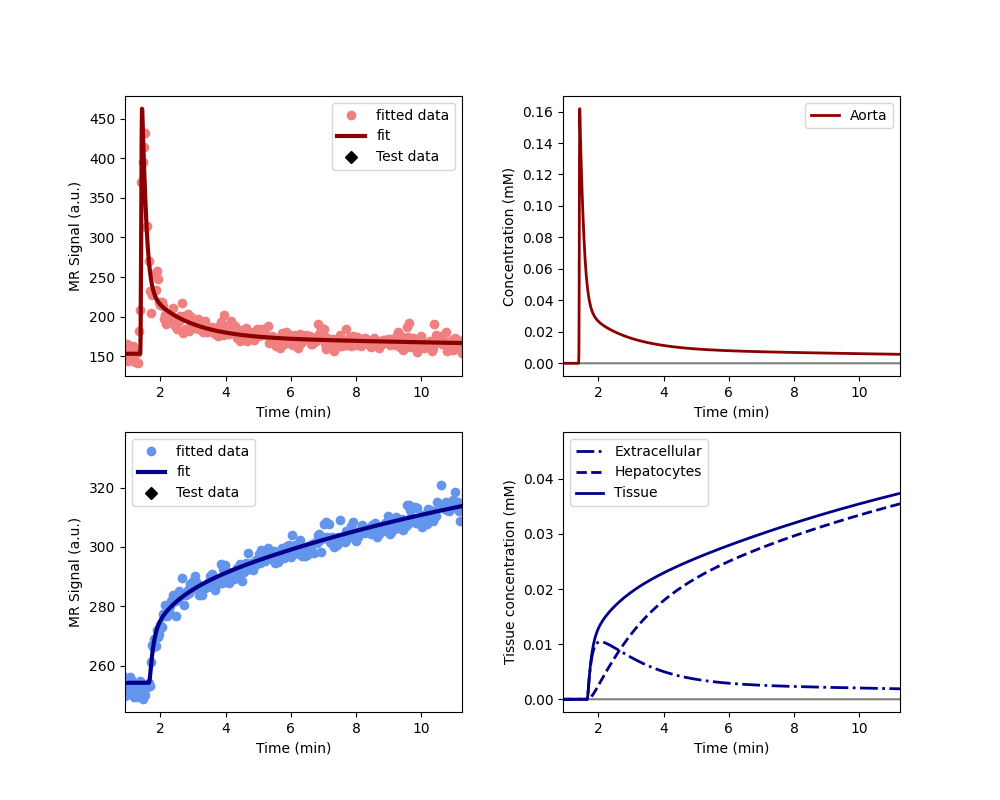 450
400
350
300
250
200
150
MR Signal (a.u.)
2 4 6 8 10
Time (min)
fitted data
fit
Test data
0.16
0.14
0.12
0.10
0.08
0.06
0.04
0.02
0.00
Concentration (mM)
2 4 6 8 10
Time (min)
Aorta
320
300
280
260
MR Signal (a.u.)
2 4 6 8 10
Time (min)
fitted data
fit
Test data
0.04
0.03
0.02
0.01
0.00
Tissue concentration (mM)
2 4 6 8 10
Time (min)
Extracellular
Hepatocytes
Tissue